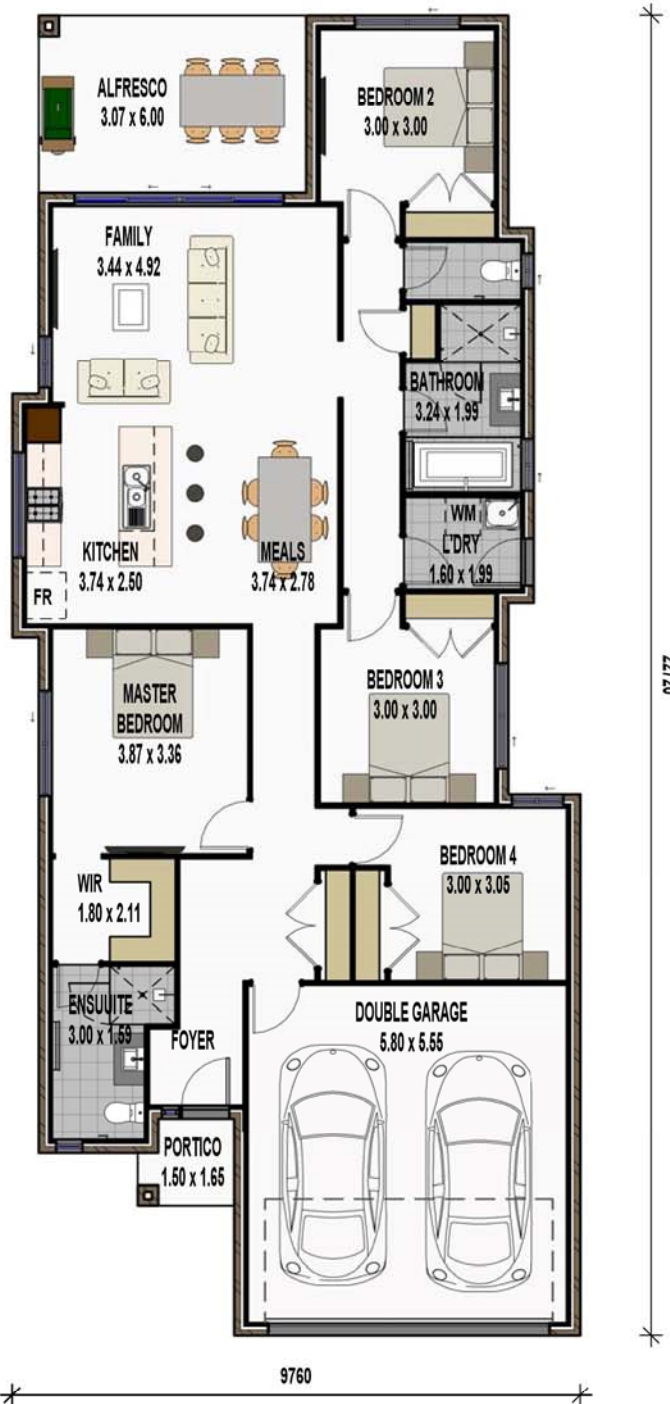 ALFRESCO
3.07 x 6.00
BEDROOM 2
3.00 x 3.00
FAMILY
3.44 x 4.92
BATHROOM
3.24 x 1.99
WM
L'DRY
1.60 x 1.99
KITCHEN
3.74 x 2.50
MEALS
3.74 x 2.78
FR
MASTER
BEDROOM
3.87 x 3.36
BEDROOM 3
3.00 x 3.00
BEDROOM 4
3.00 x 3.05
WIR
1.80 x 2.11
ENSUUITE
3.00 x 1.59
FOYER
DOUBLE GARAGE
5.80 x 5.55
PORTICO
1.50 x 1.65
9760